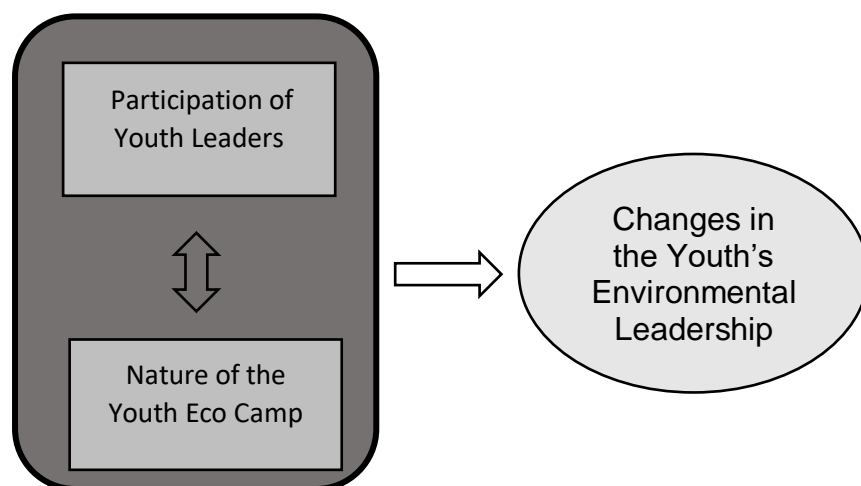 Participation of
Youth Leaders
Changes in
the Youth’s
Environmental
Leadership
Nature of the
Youth Eco Camp